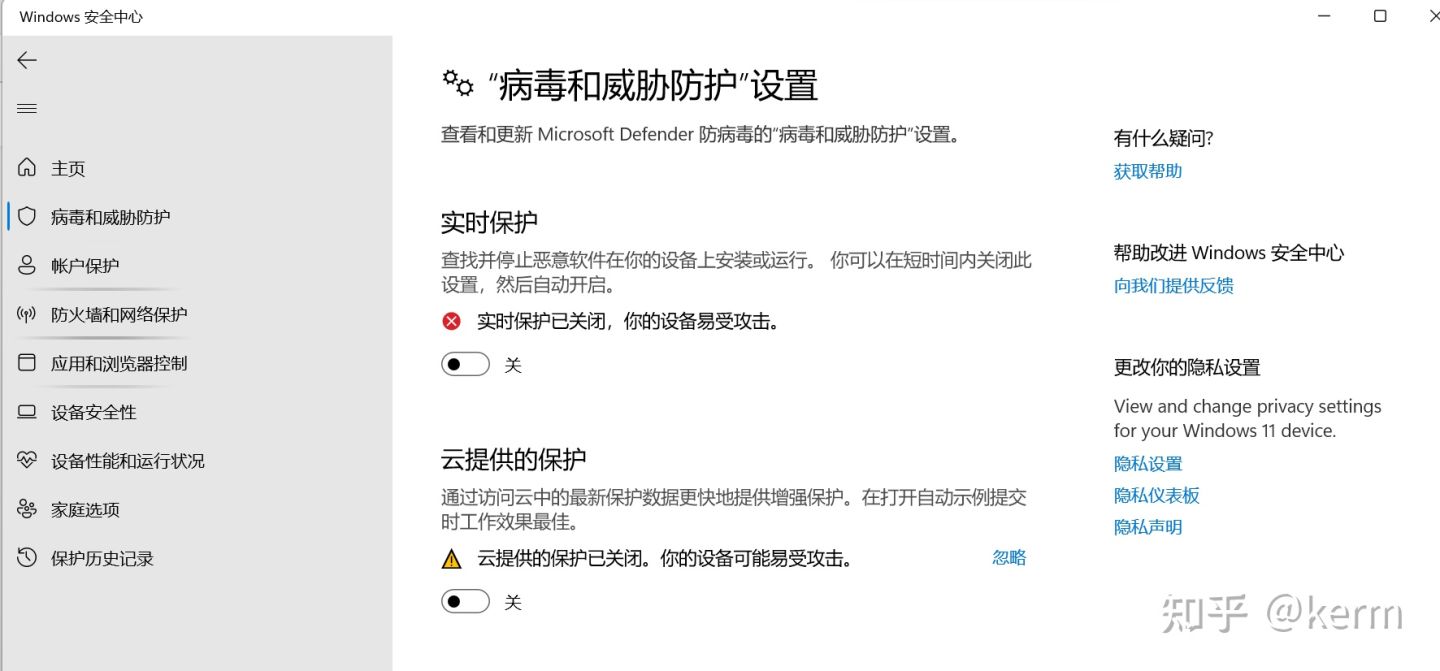 Windows 安全中心
主页
病毒和威胁防护
帐户保护
防火墙和网络保护
应用和浏览器控制
设备安全性
设备性能和运行状况
家庭选项
保护历史记录
“病毒和威胁防护”设置
查看和更新 Microsoft Defender 防病毒的“病毒和威胁防护”设置。
实时保护
查找并停止恶意软件在你的设备上安装或运行。 你可以在短时间内关闭此
设置，然后自动开启。
实时保护已关闭，你的设备易受攻击。
关
云提供的保护
通过访问云中的最新保护数据更快地提供增强保护。在打开自动示例提交
时工作效果最佳。
云提供的保护已关闭。你的设备可能易受攻击。
忽略
关
有什么疑问?
获取帮助
帮助改进 Windows 安全中心
向我们提供反馈
更改你的隐私设置
View and change privacy settings
for your Windows 11 device.
隐私设置
隐私仪表板
隐私声明
知乎 @kerm